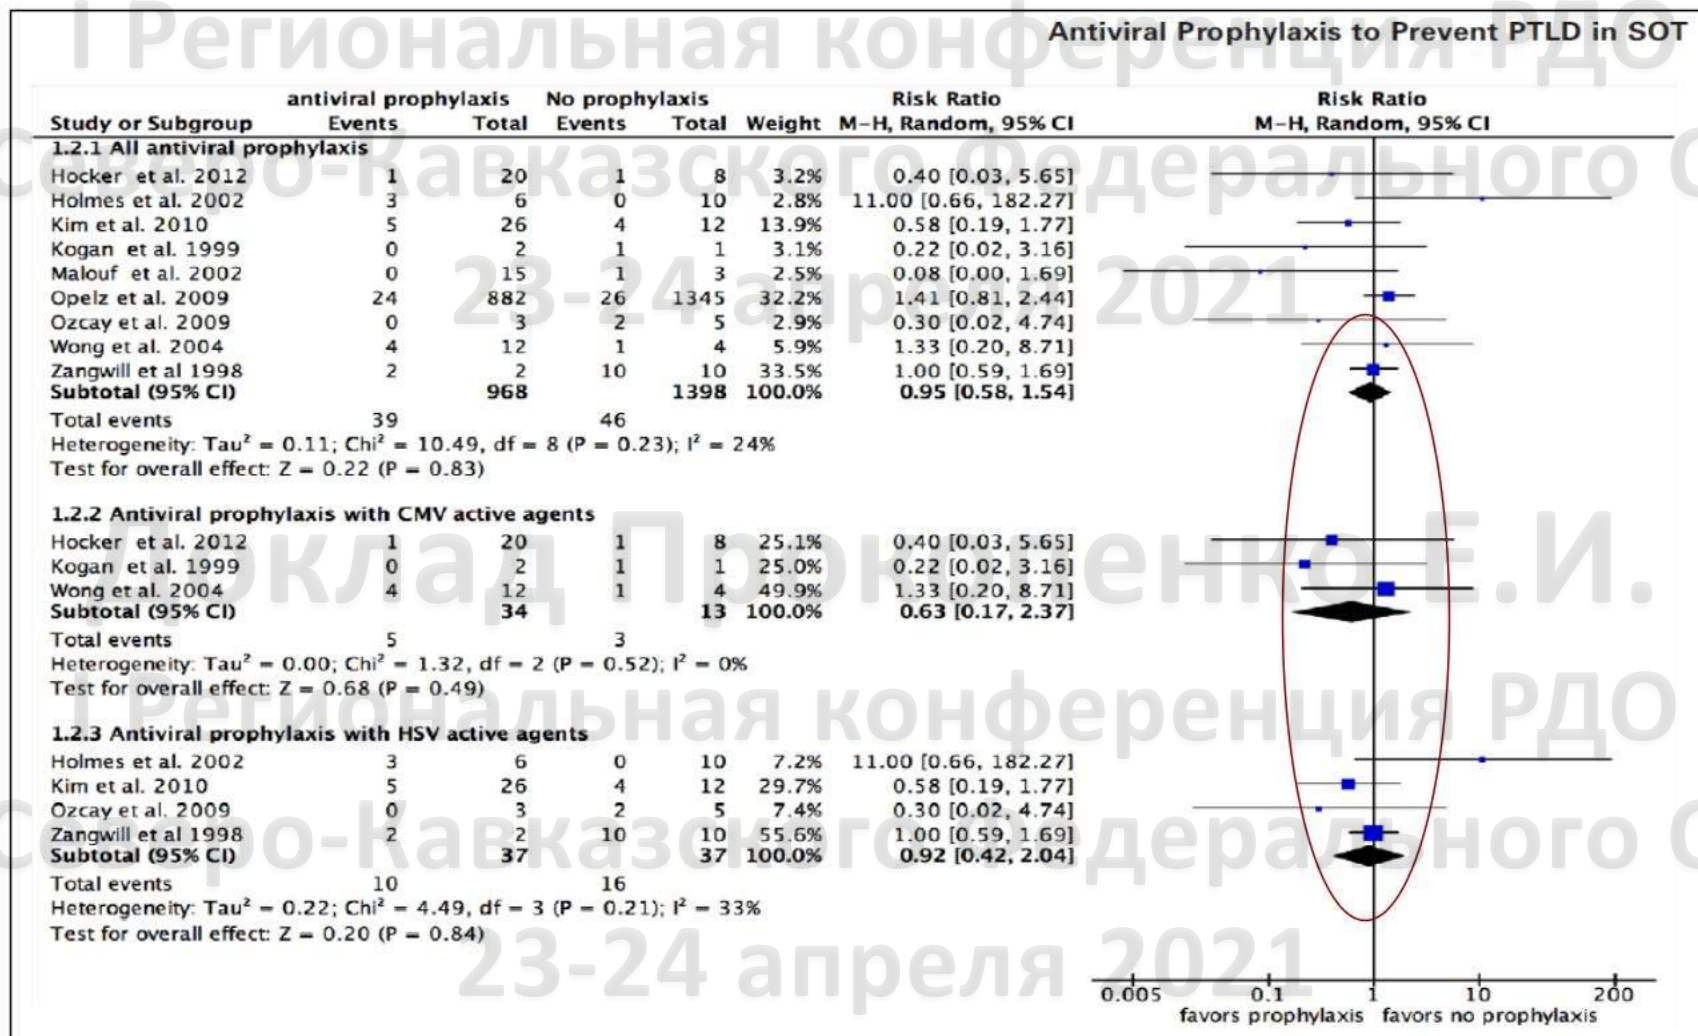 I Региональная конференция РДО
Antiviral Prophylaxis to Prevent PTLD in SOT
antiviral prophylaxis No prophylaxis Risk Ratio Risk Ratio
Study or Subgroup Events Total Events Total Weight M-H, Random, 95% CI M-H, Random, 95% CI
1.2.1 All antiviral prophylaxis
Северо-Кавказского Федерального О
Hocker et al. 2012 1 20 1 8 3.2% 0.40 [0.03, 5.65]
Holmes et al. 2002 3 6 0 10 2.8% 11.00 [0.66, 182.27]
Kim et al. 2010 5 26 4 12 13.9% 0.58 [0.19, 1.77]
Kogan et al. 1999 0 2 1 1 3.1% 0.22 [0.02, 3.16]
Malouf et al. 2002 0 15 1 3 2.5% 0.08 [0.00, 1.69]
23-24 апреля 2021
Opelz et al. 2009 24 882 26 1345 32.2% 1.41 [0.81, 2.44]
Ozcay et al. 2009 0 3 2 5 2.9% 0.30 [0.02, 4.74]
Wong et al. 2004 4 12 1 4 5.9% 1.33 [0.20, 8.71]
Zangwill et al 1998 2 2 10 10 33.5% 1.00 [0.59, 1.69]
Subtotal (95% CI) 968 1398 100.0% 0.95 [0.58, 1.54]
Total events 39 46
Heterogeneity: Tau² = 0.11; Chi² = 10.49, df = 8 (P = 0.23); I² = 24%
Test for overall effect: Z = 0.22 (P = 0.83)
1.2.2 Antiviral prophylaxis with CMV active agents
Hocker et al. 2012 1 20 1 8 25.1% 0.40 [0.03, 5.65]
Доклад Прокопенко Е.И.
Kogan et al. 1999 0 2 1 1 25.0% 0.22 [0.02, 3.16]
Wong et al. 2004 4 12 1 4 49.9% 1.33 [0.20, 8.71]
Subtotal (95% CI) 34 13 100.0% 0.63 [0.17, 2.37]
Total events 5 3
Heterogeneity: Tau² = 0.00; Chi² = 1.32, df = 2 (P = 0.52); I² = 0%
Test for overall effect: Z = 0.68 (P = 0.49)
I Региональная конференция РДО
1.2.3 Antiviral prophylaxis with HSV active agents
Holmes et al. 2002 3 6 0 10 7.2% 11.00 [0.66, 182.27]
Kim et al. 2010 5 26 4 12 29.7% 0.58 [0.19, 1.77]
Ozcay et al. 2009 0 3 2 5 7.4% 0.30 [0.02, 4.74]
Zangwill et al 1998 2 2 10 10 55.6% 1.00 [0.59, 1.69]
Северо-Кавказского Федерального О
Subtotal (95% CI) 37 37 100.0% 0.92 [0.42, 2.04]
Total events 10 16
Heterogeneity: Tau² = 0.22; Chi² = 4.49, df = 3 (P = 0.21); I² = 33%
Test for overall effect: Z = 0.20 (P = 0.84)
23-24 апреля 2021
0.005 0.1 1 10 200
favors prophylaxis favors no prophylaxis